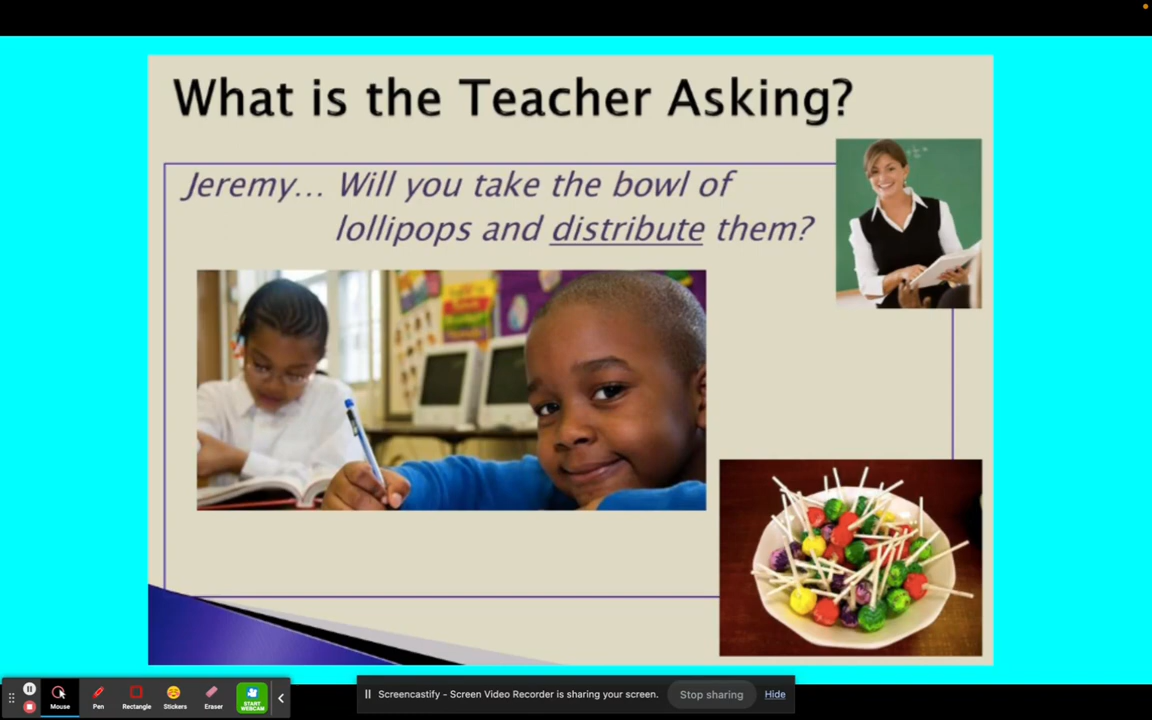 What is the Teacher Asking?
Jeremy... Will you take the bowl of
lollipops and distribute them?
Screencastify - Screen Video Recorder is sharing your screen.
Stop sharing
Hide
Mouse
Pen
Rectangle
Stickers
Eraser
START
WEBCAM